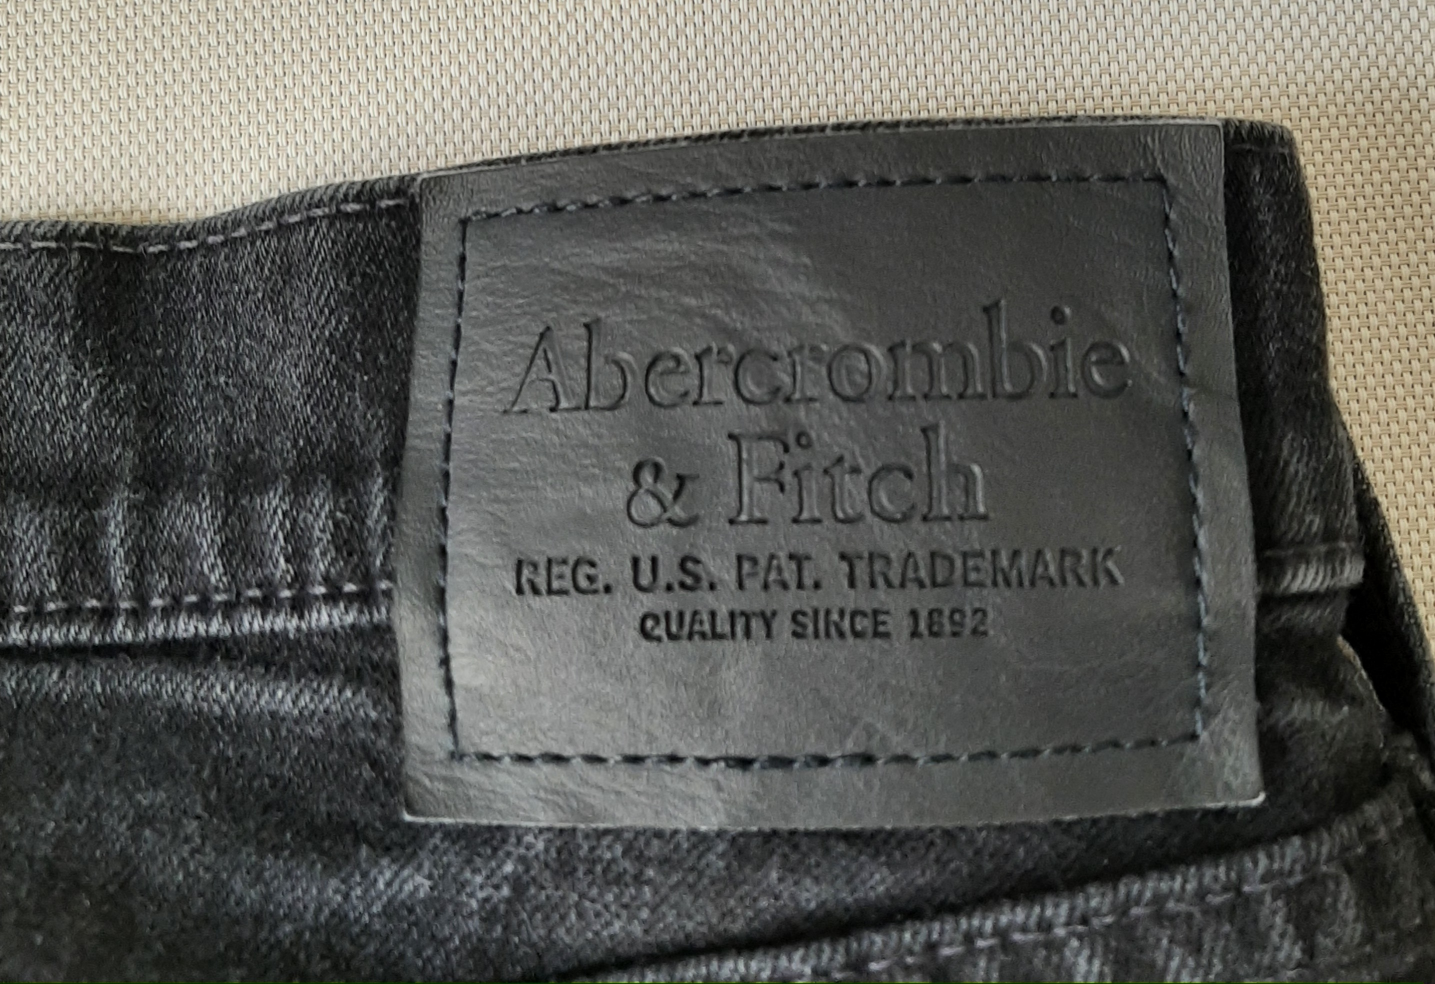 Abercrombie
& Fitch
REG. U.S. PAT. TRADEMARK
QUALITY SINCE 1892